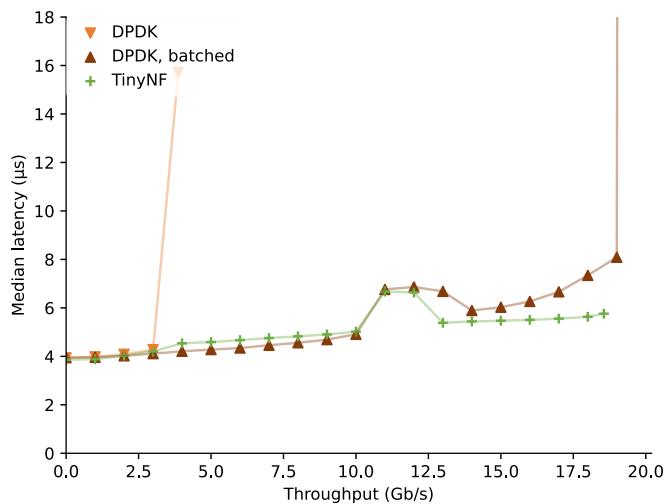 18
16
14
12
10
8
6
4
2
0
Median latency (μs)
DPDK
DPDK, batched
TinyNF
0.0 2.5 5.0 7.5 10.0 12.5 15.0 17.5 20.0
Throughput (Gb/s)